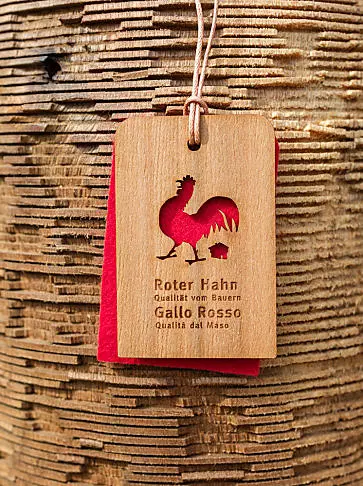 Roter Hahn
Qualität vom Bauern
Gallo Rosso
Qualità dal Maso